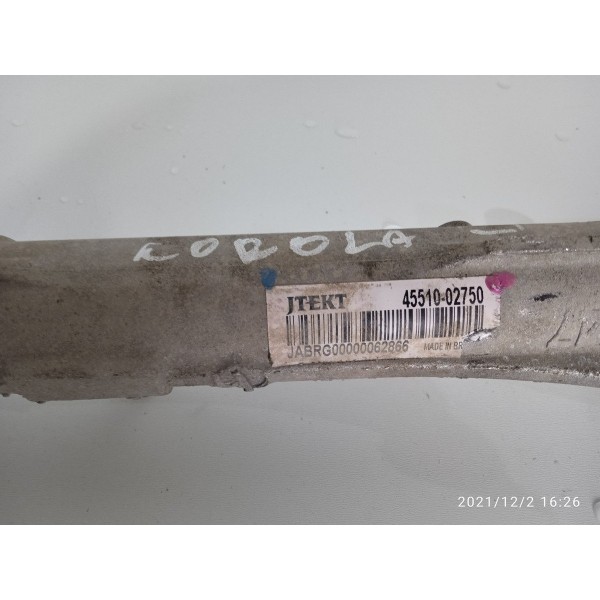 COROLA
JTEKT 45510-02750
JABRG00000062866 MADE IN BR
2021/12/2 16:26